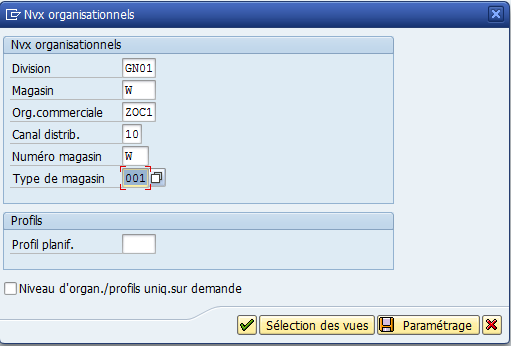 Nvx organisationnels
Nvx organisationnels
Division GN01
Magasin W
Org.commerciale ZOC1
Canal distrib. 10
Numéro magasin W
Type de magasin 001
Profils
Profil planif.
Niveau d'organ./profils uniq.sur demande
Sélection des vues Paramétrage